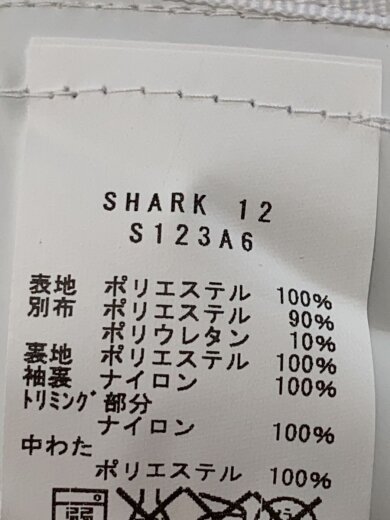 SHARK 12
S123A6
表地 ポリエステル 100%
別布 ポリエステル 90%
ポリウレタン 10%
裏地 ポリエステル 100%
袖裏 ナイロン 100%
ﾄﾘﾐﾝｸﾞ部分
ナイロン 100%
中わた
ポリエステル 100%
弱